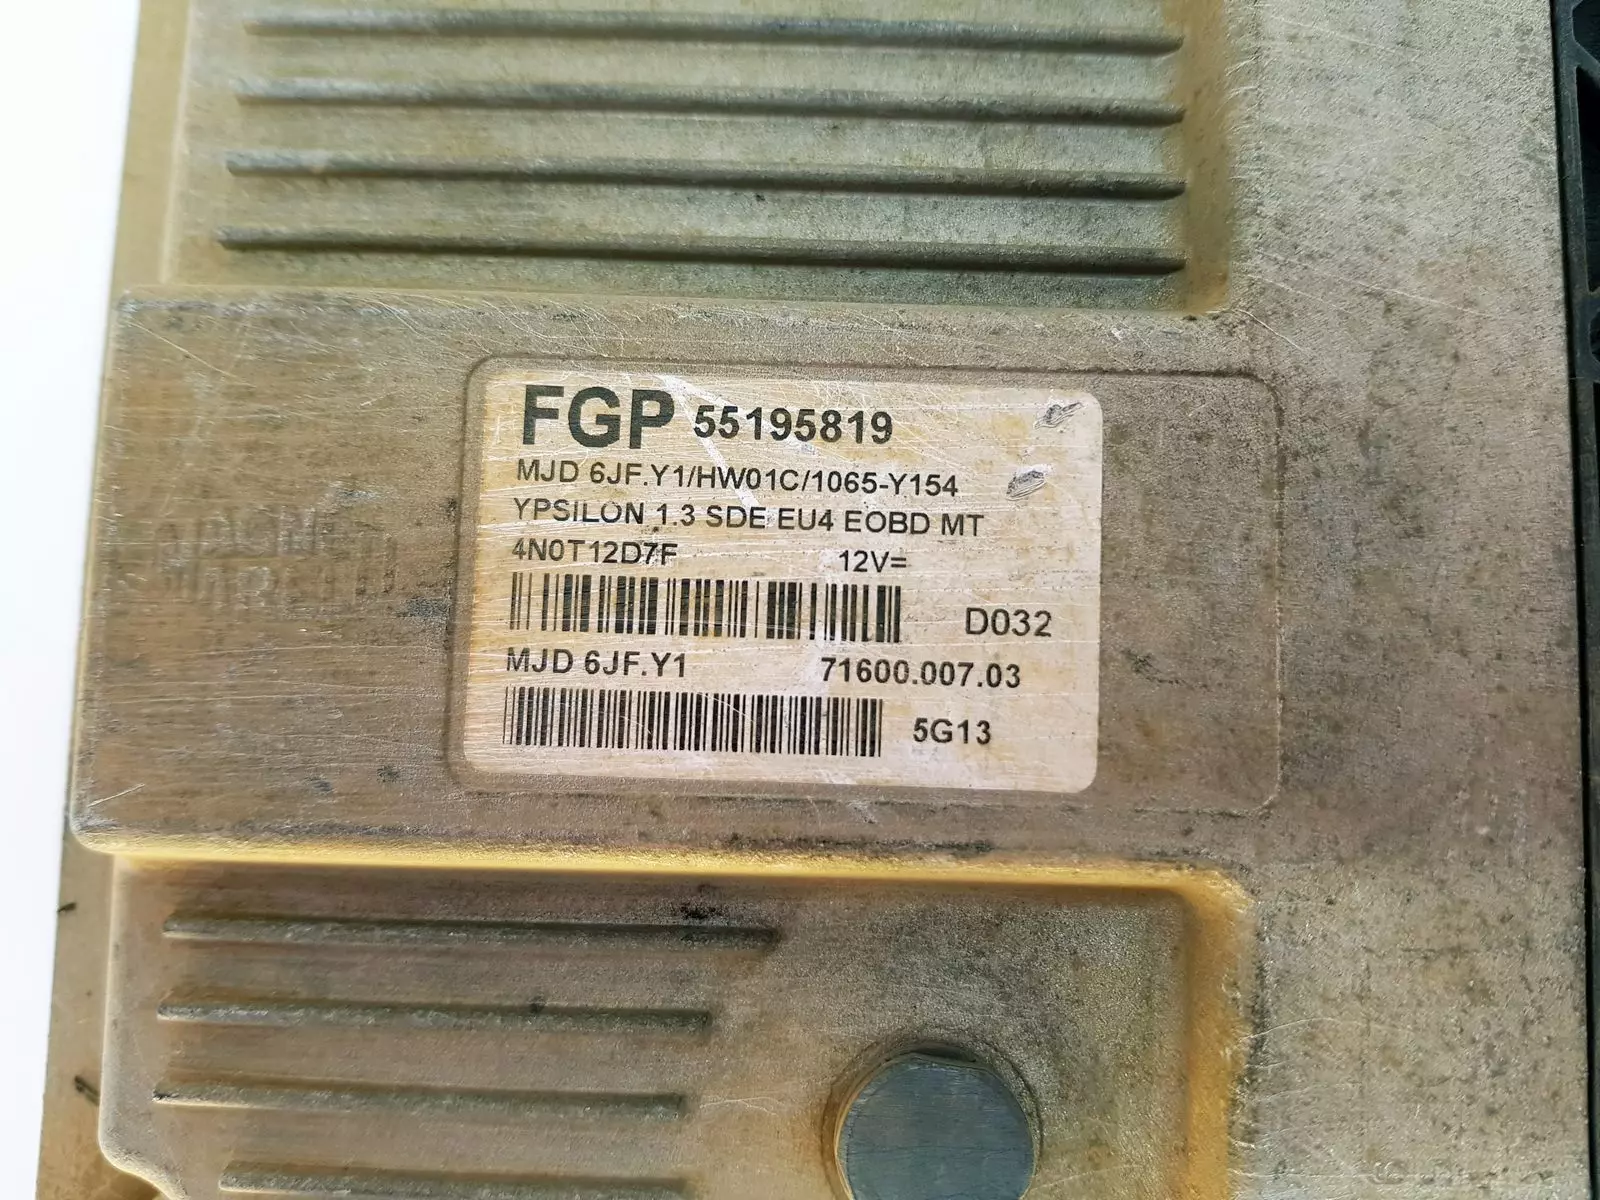 FGP 55195819
MJD 6JF.Y1/HW01C/1065-Y154
YPSILON 1.3 SDE EU4 EOBD MT
4N0T12D7F 12V=
D032
MJD 6JF.Y1 71600.007.03
5G13